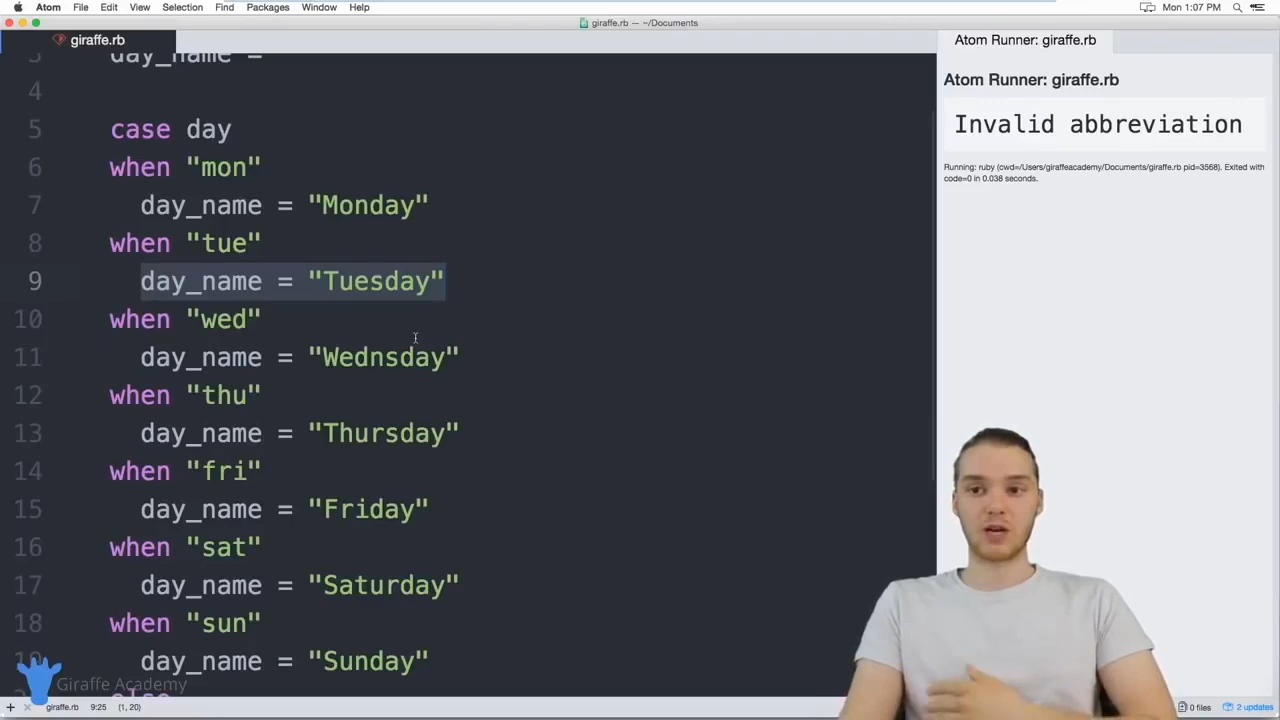 Atom File Edit View Selection Find Packages Window Help Mon 1:07 PM
giraffe.rb — ~/Documents
giraffe.rb
Atom Runner: giraffe.rb
3 day_name =
4
5 case day
6 when "mon"
7 day_name = "Monday"
8 when "tue"
9 day_name = "Tuesday"
10 when "wed"
11 day_name = "Wednsday"
12 when "thu"
13 day_name = "Thursday"
14 when "fri"
15 day_name = "Friday"
16 when "sat"
17 day_name = "Saturday"
18 when "sun"
day_name = "Sunday"
else
Atom Runner: giraffe.rb
Invalid abbreviation
Running: ruby (cwd=/Users/giraffeacademy/Documents/giraffe.rb pid=3568). Exited with
code=0 in 0.038 seconds.
Giraffe Academy
giraffe.rb 9:25 (1, 20) 0 files 2 updates